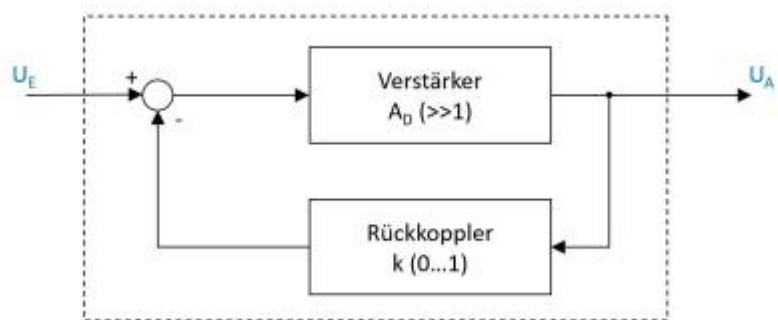 U_E
+
-
Verstärker
A_D (>>1)
U_A
Rückkoppler
k (0...1)